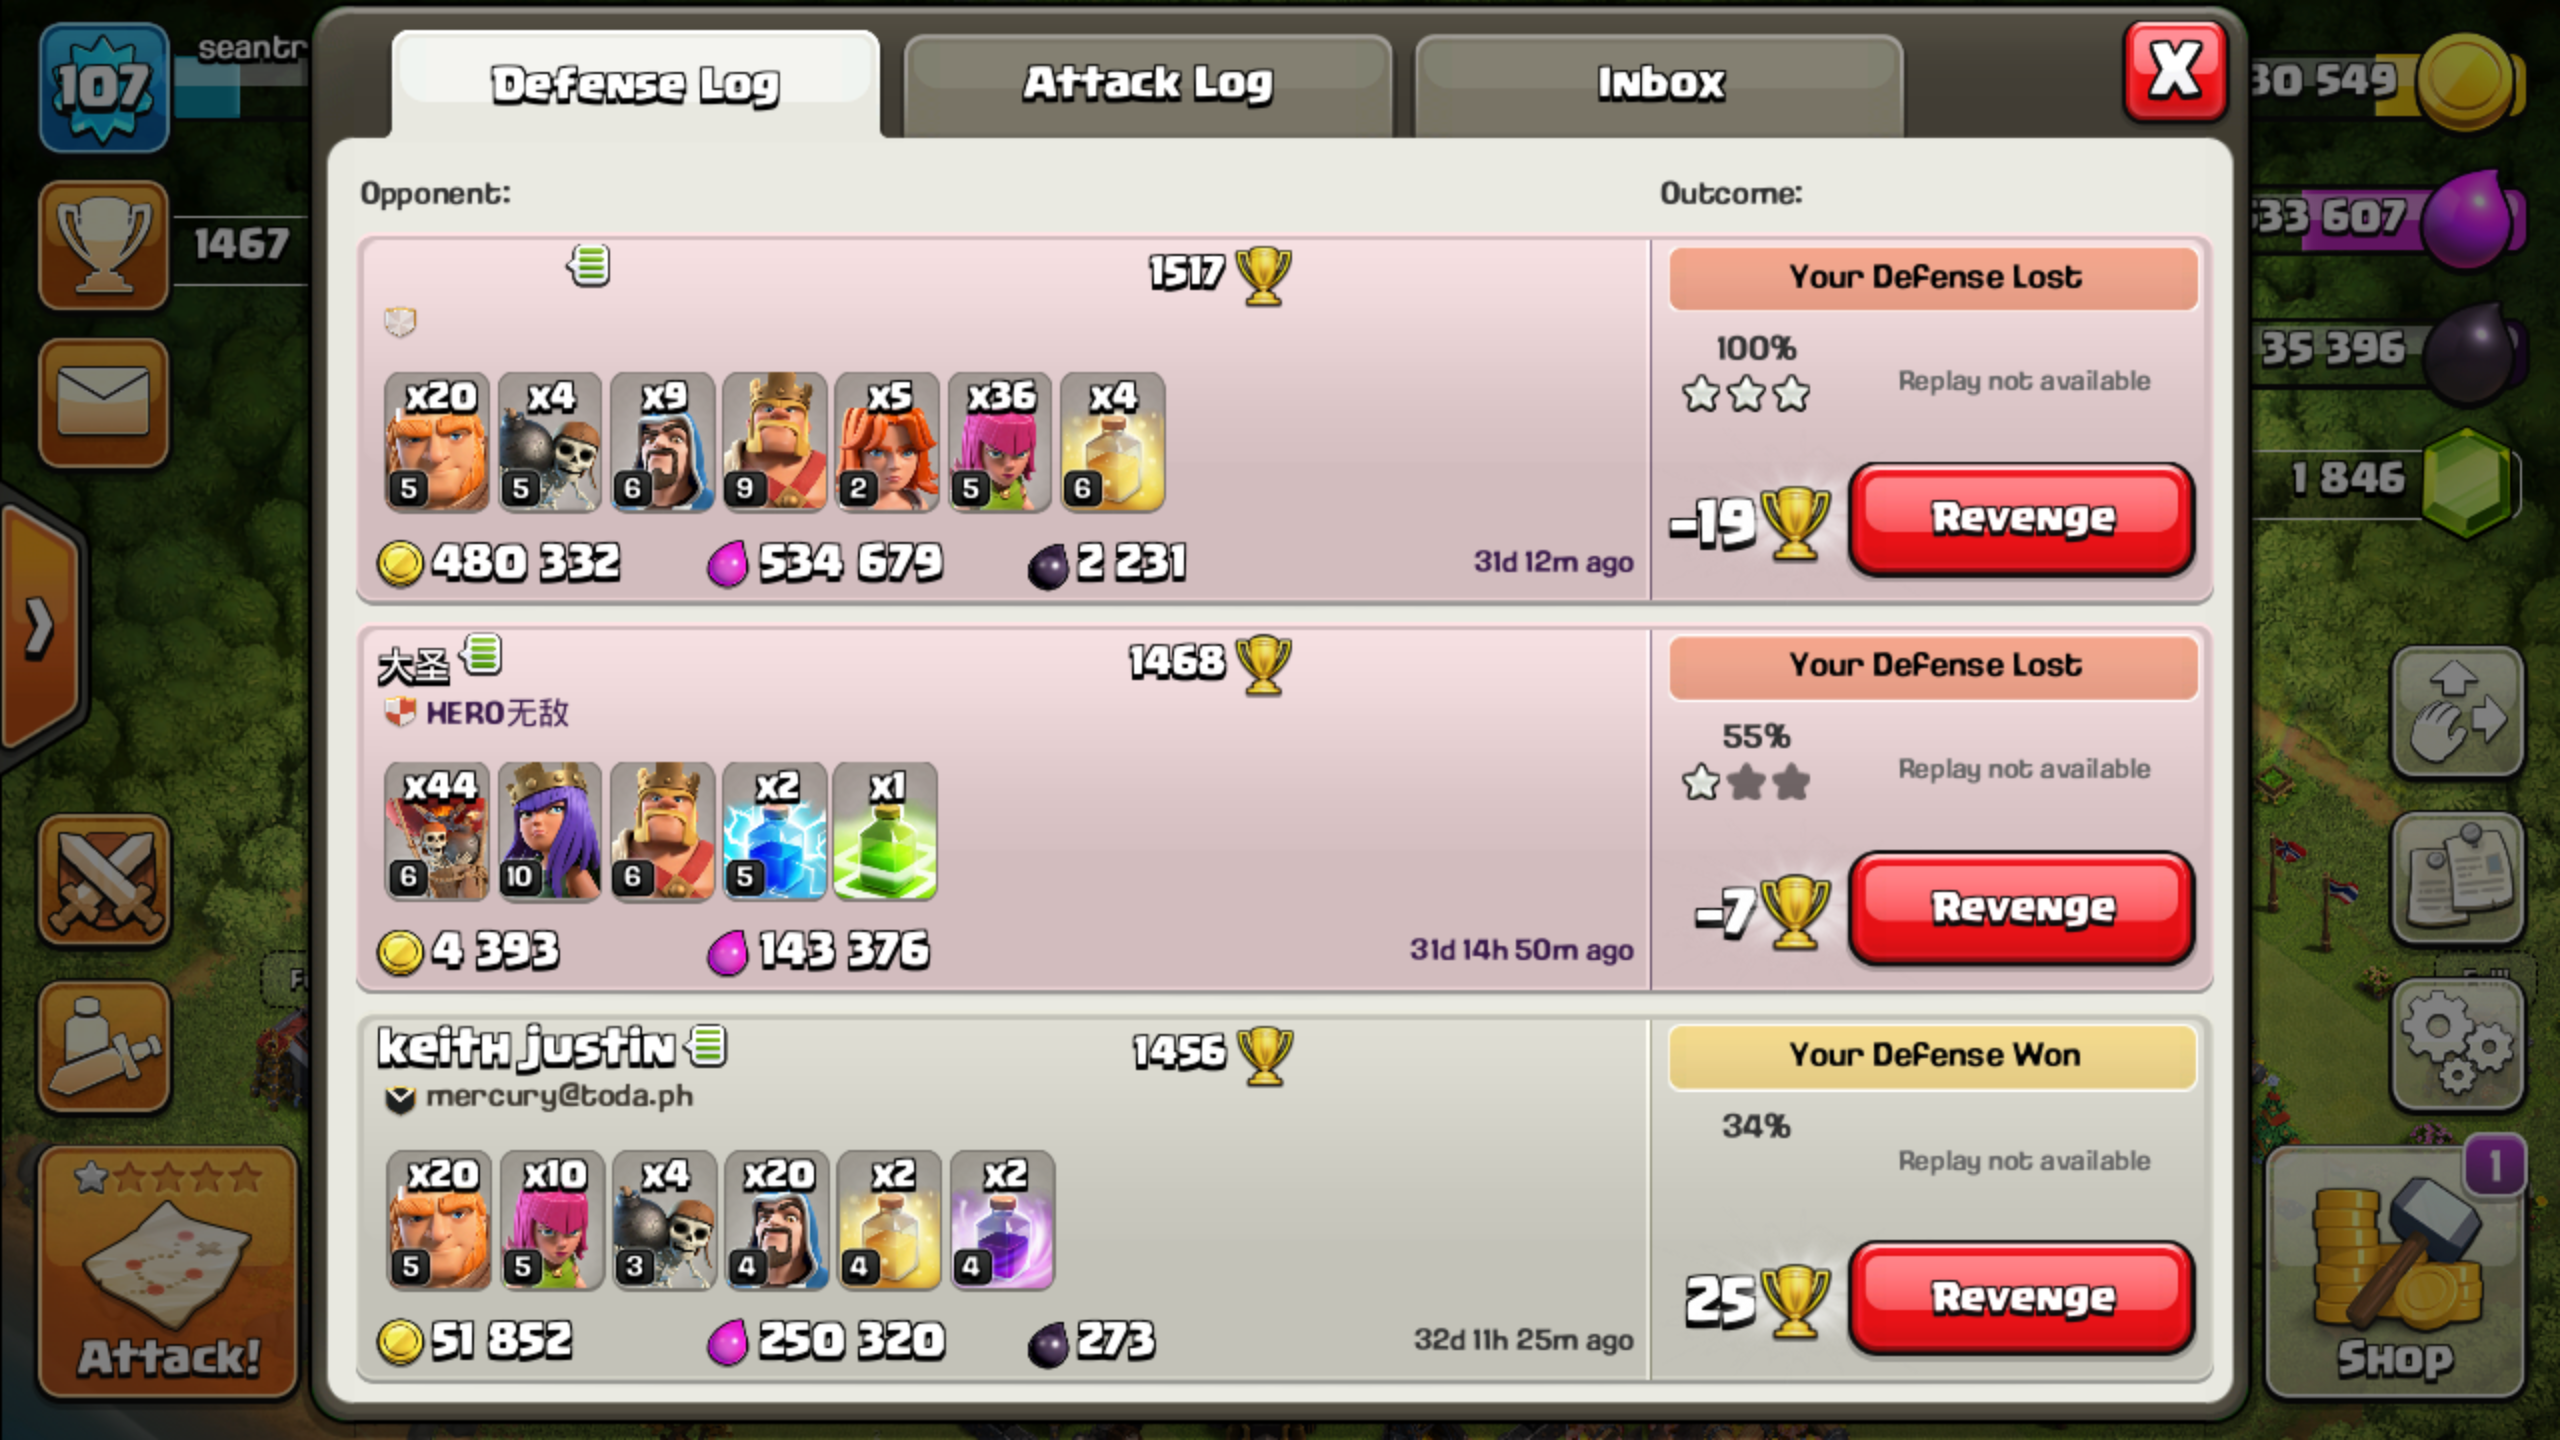 107
seantr
1467
Defense Log
Attack Log
Inbox
X
30 549
33 607
35 396
1 846
Opponent:
Outcome:
1517
Your Defense Lost
100%
Replay not available
x20 x4 x9 x5 x36 x4
5 5 6 9 2 5 6
-19
Revenge
480 332 534 679 2 231
31d 12m ago
大圣
1468
Your Defense Lost
HERO无敌
55%
Replay not available
x44 x2 x1
6 10 6 5
-7
Revenge
4 393 143 376
31d 14h 50m ago
keith justin
1456
Your Defense Won
mercury@toda.ph
34%
Replay not available
x20 x10 x4 x20 x2 x2
5 5 3 4 4 4
25
Revenge
51 852 250 320 273
32d 11h 25m ago
Attack!
1
Shop